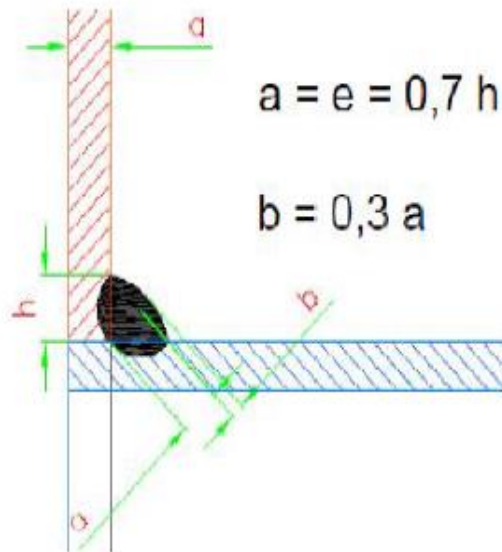 a
a = e = 0,7 h
b = 0,3 a
b
h